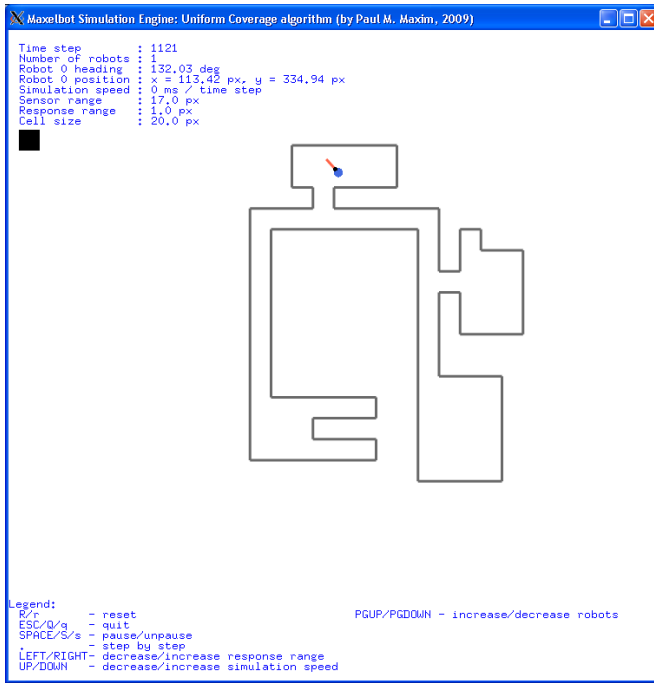 Maxelbot Simulation Engine: Uniform Coverage algorithm (by Paul M. Maxim, 2009)
Time step : 1121
Number of robots : 1
Robot 0 heading : 132.03 deg
Robot 0 position : x = 113.42 px, y = 334.94 px
Simulation speed : 0 ms / time step
Sensor range : 17.0 px
Response range : 1.0 px
Cell size : 20.0 px
Legend:
R/r - reset
ESC/Q/q - quit
SPACE/S/s - pause/unpause
. - step by step
LEFT/RIGHT- decrease/increase response range
UP/DOWN - decrease/increase simulation speed
PGUP/PGDOWN - increase/decrease robots